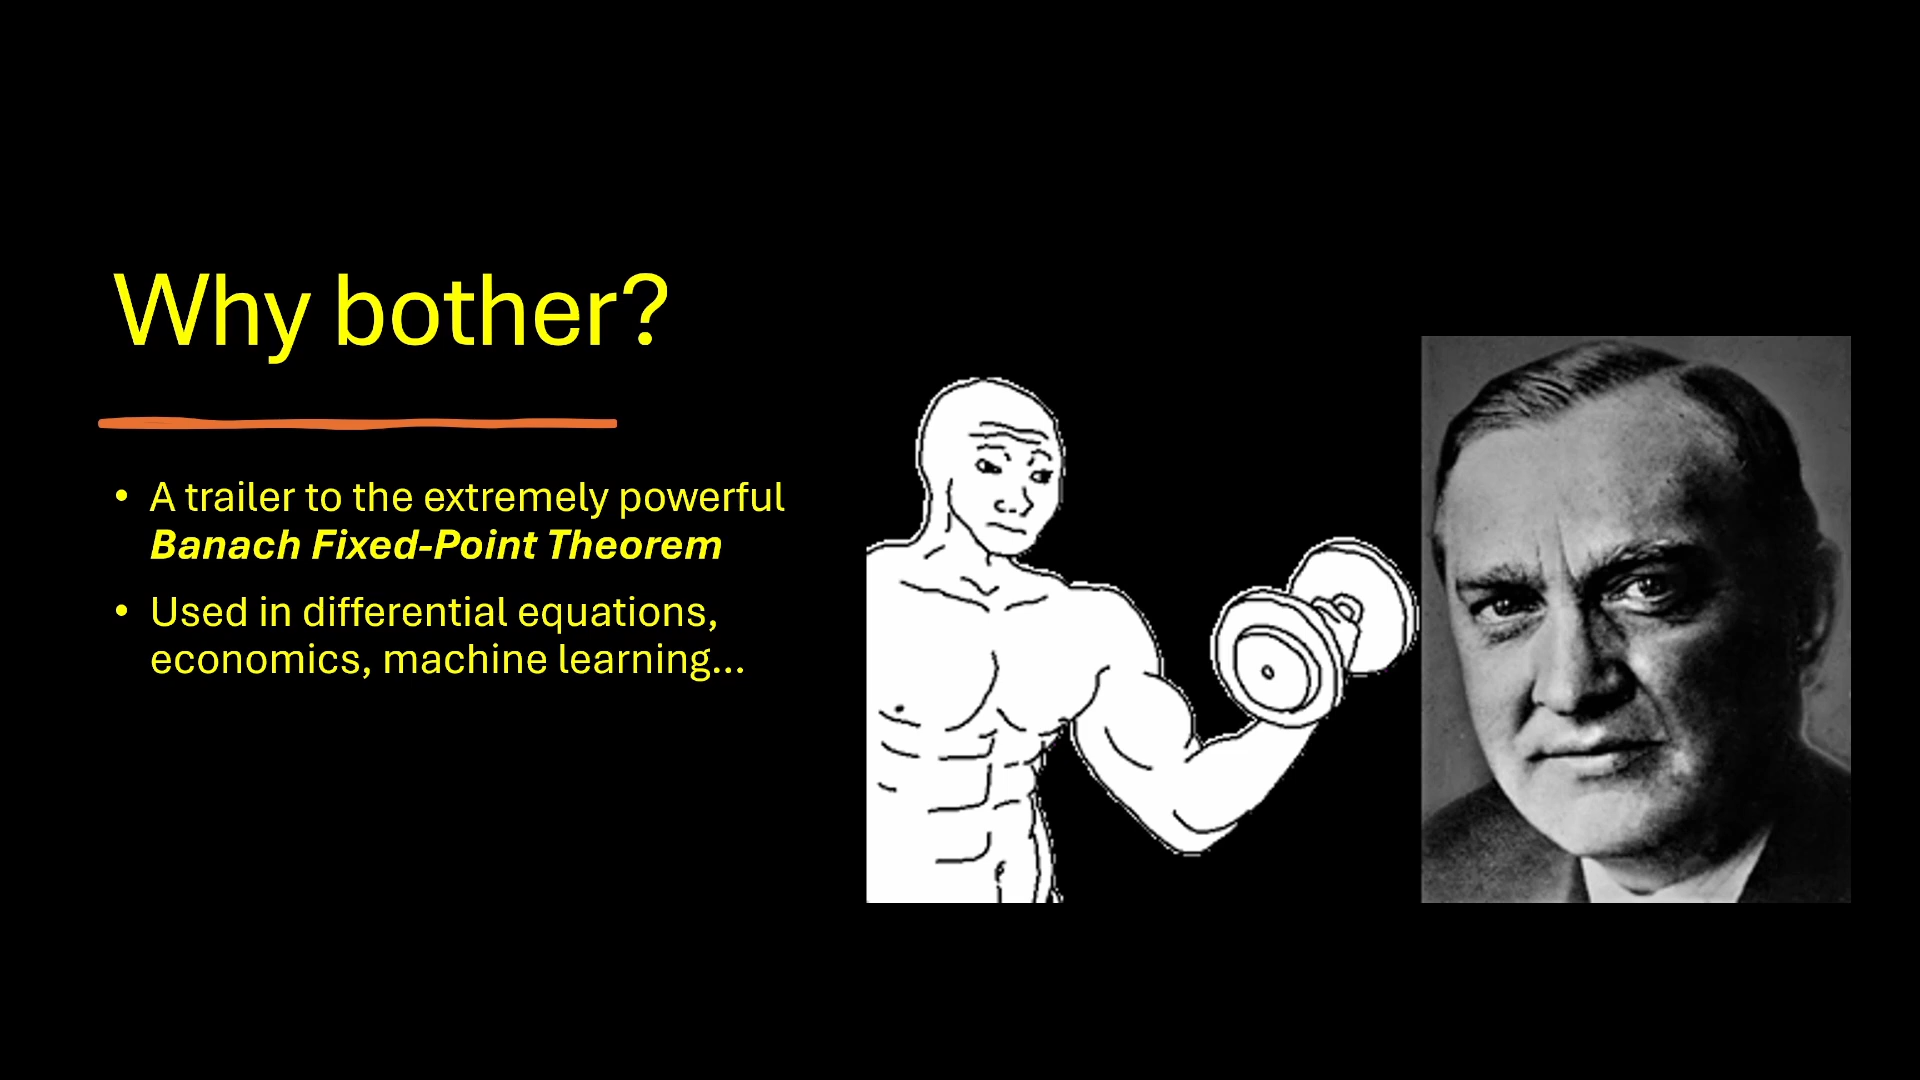 Why bother?
• A trailer to the extremely powerful
Banach Fixed-Point Theorem
• Used in differential equations,
economics, machine learning...